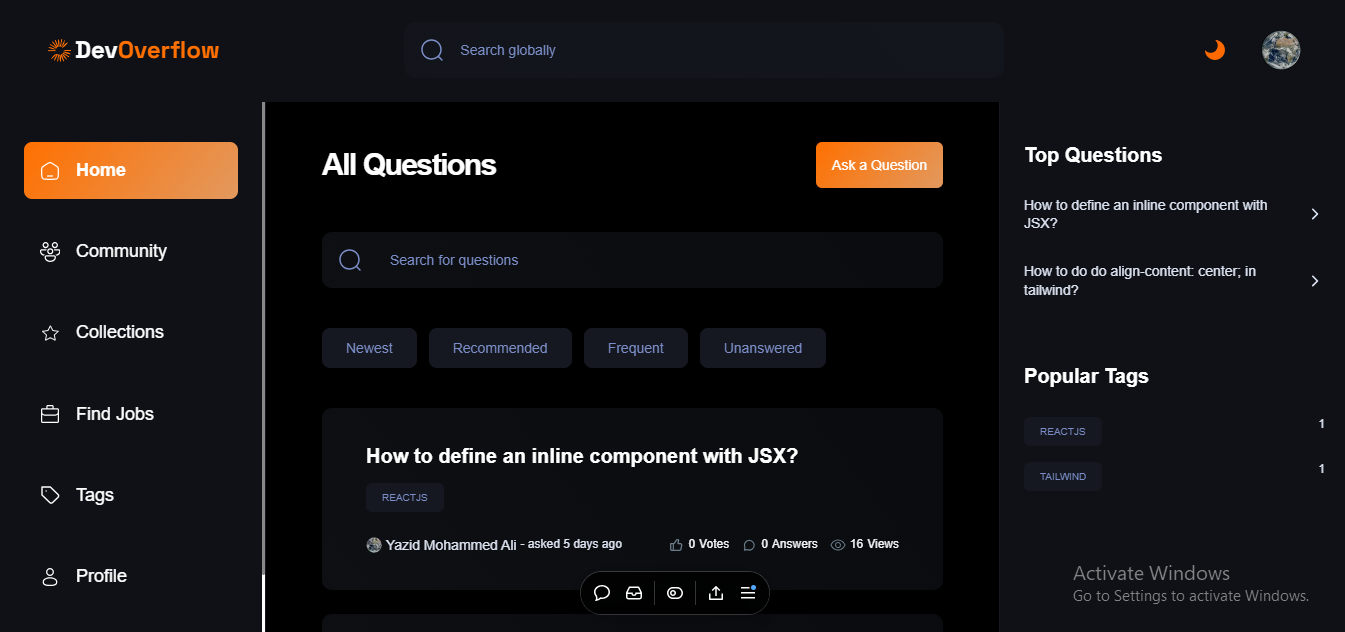 DevOverflow
Search globally
Home
Community
Collections
Find Jobs
Tags
Profile
All Questions
Ask a Question
Search for questions
Newest
Recommended
Frequent
Unanswered
How to define an inline component with JSX?
REACTJS
Yazid Mohammed Ali - asked 5 days ago
0 Votes
0 Answers
16 Views
Top Questions
How to define an inline component with
JSX?
How to do do align-content: center; in
tailwind?
Popular Tags
REACTJS
1
TAILWIND
1
Activate Windows
Go to Settings to activate Windows.